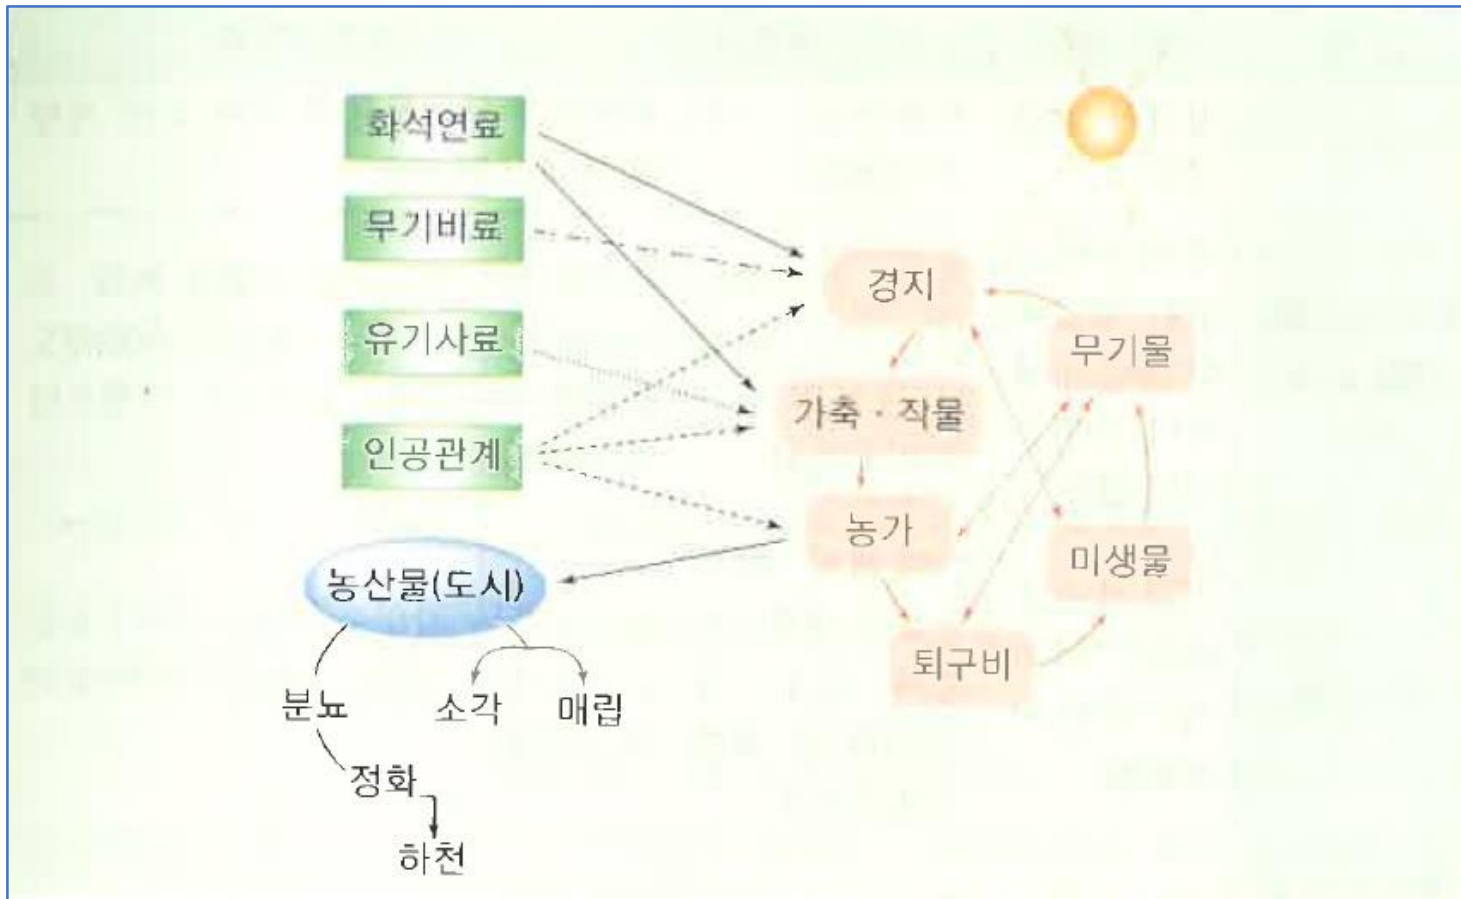 화석연료
무기비료
유기사료
인공관계
농산물(도시)
분뇨
소각
매립
정화
하천
경지
무기물
가축 · 작물
농가
미생물
퇴구비